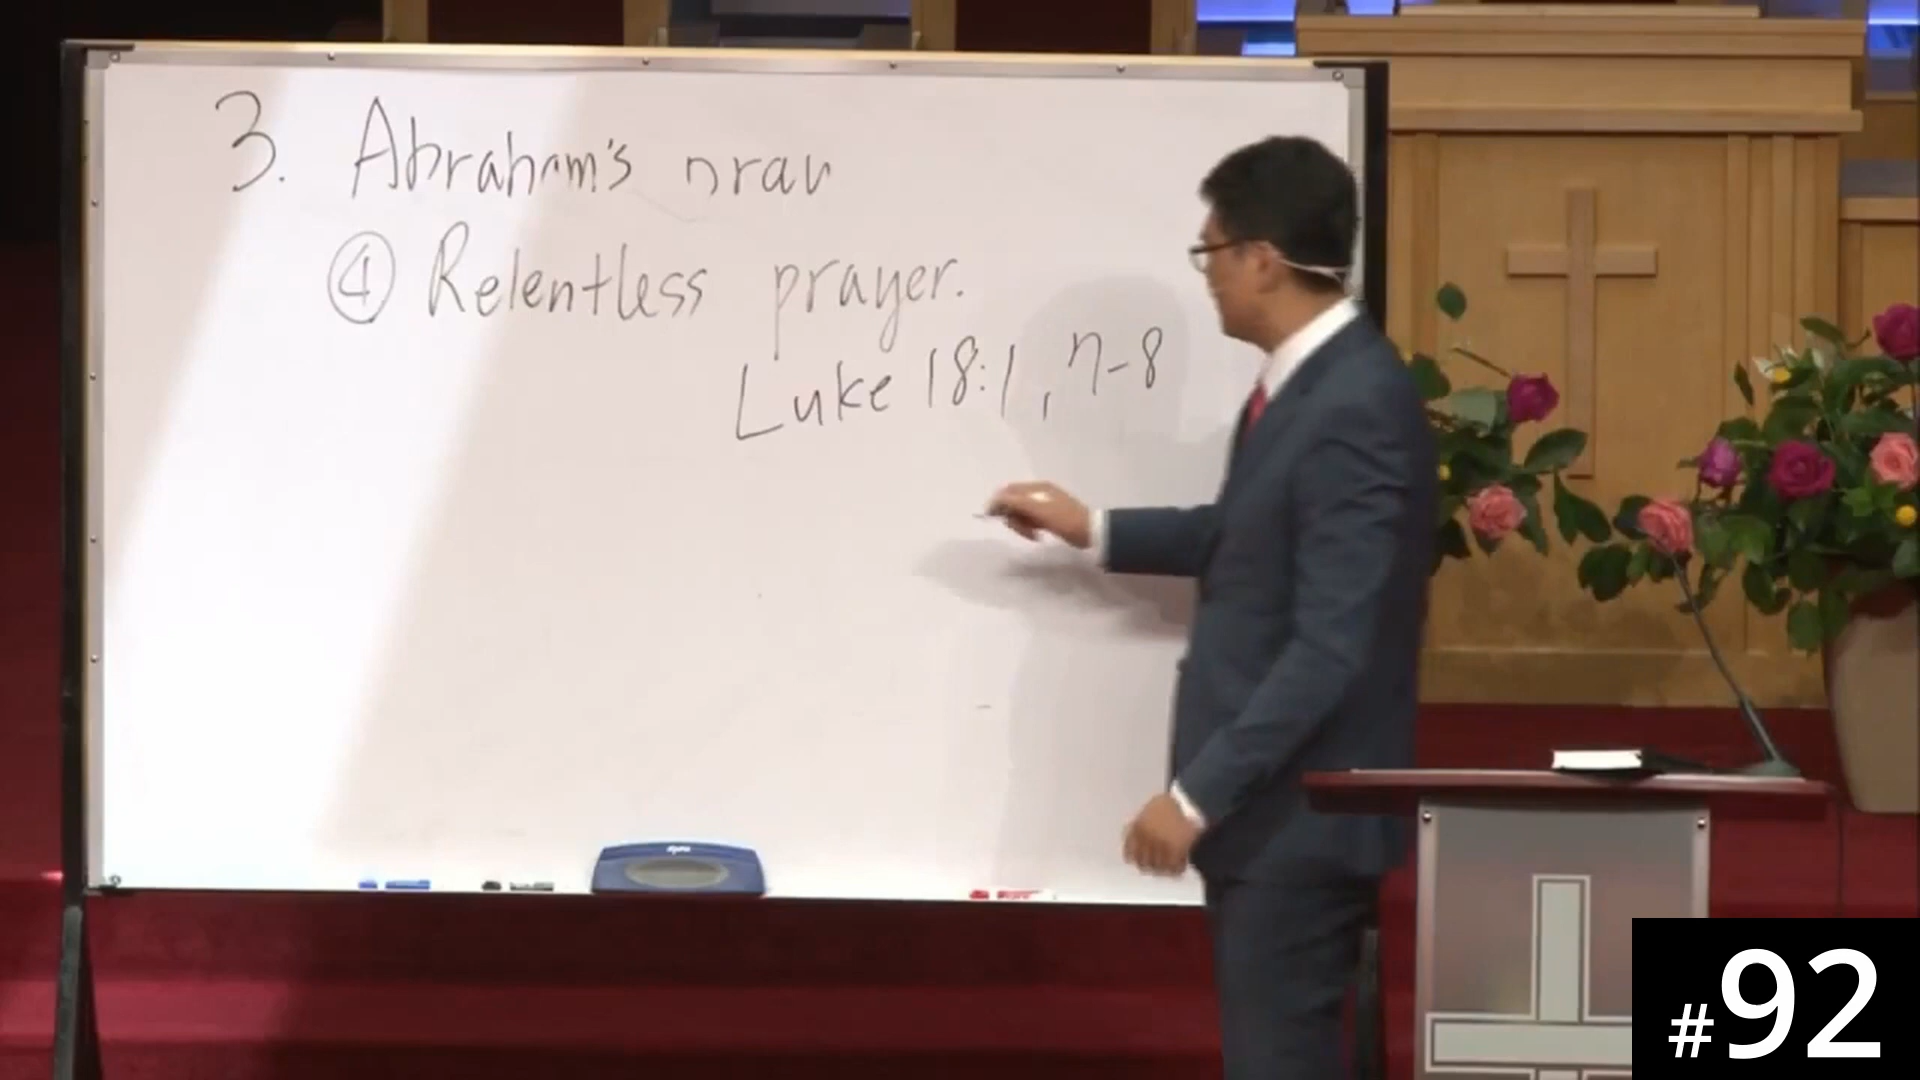 3. Abraham's
④ Relentless prayer.
Luke 18:1, 7-8
#92